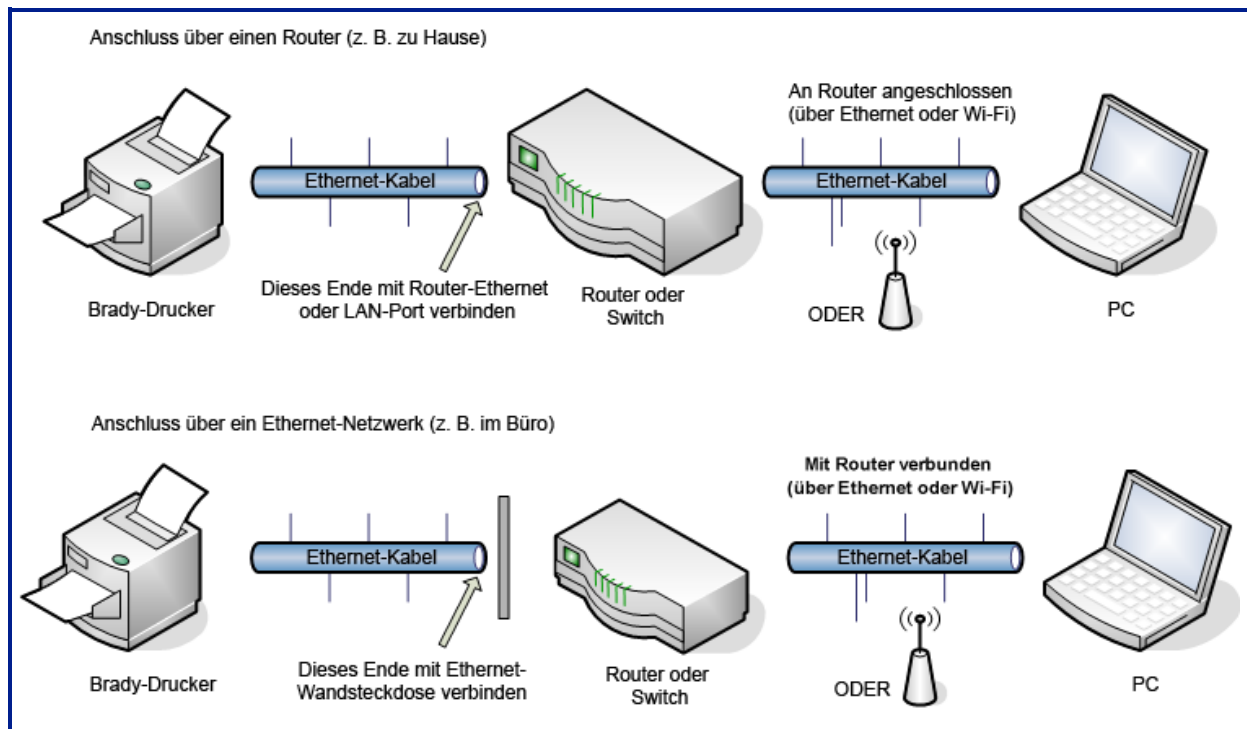 Anschluss über einen Router (z. B. zu Hause)
An Router angeschlossen
(über Ethernet oder Wi-Fi)
Ethernet-Kabel
Ethernet-Kabel
Dieses Ende mit Router-Ethernet
oder LAN-Port verbinden
Brady-Drucker
Router oder
Switch
ODER
PC
Anschluss über ein Ethernet-Netzwerk (z. B. im Büro)
Mit Router verbunden
(über Ethernet oder Wi-Fi)
Ethernet-Kabel
Ethernet-Kabel
Dieses Ende mit Ethernet-
Wandsteckdose verbinden
Brady-Drucker
Router oder
Switch
ODER
PC